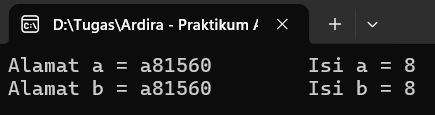 D:\Tugas\Ardira - Praktikum A
Alamat a = a81560 Isi a = 8
Alamat b = a81560 Isi b = 8